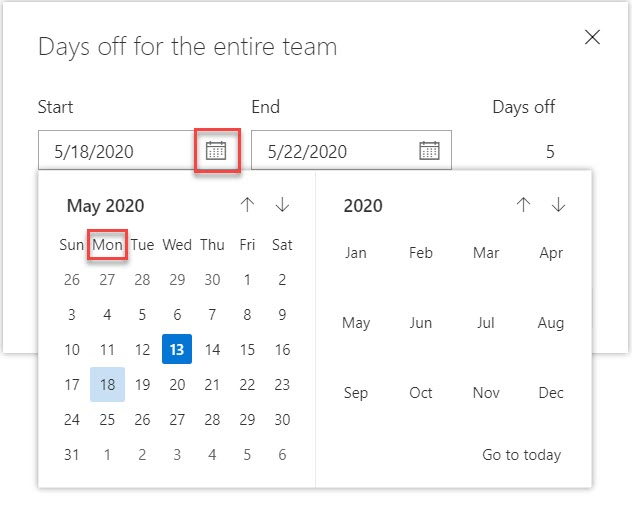 Days off for the entire team
Start End Days off
5/18/2020 5/22/2020 5
May 2020 2020
Sun Mon Tue Wed Thu Fri Sat
Jan Feb Mar Apr
26 27 28 29 30 1 2
3 4 5 6 7 8 9
May Jun Jul Aug
10 11 12 13 14 15 16
17 18 19 20 21 22 23
Sep Oct Nov Dec
24 25 26 27 28 29 30
31 1 2 3 4 5 6
Go to today